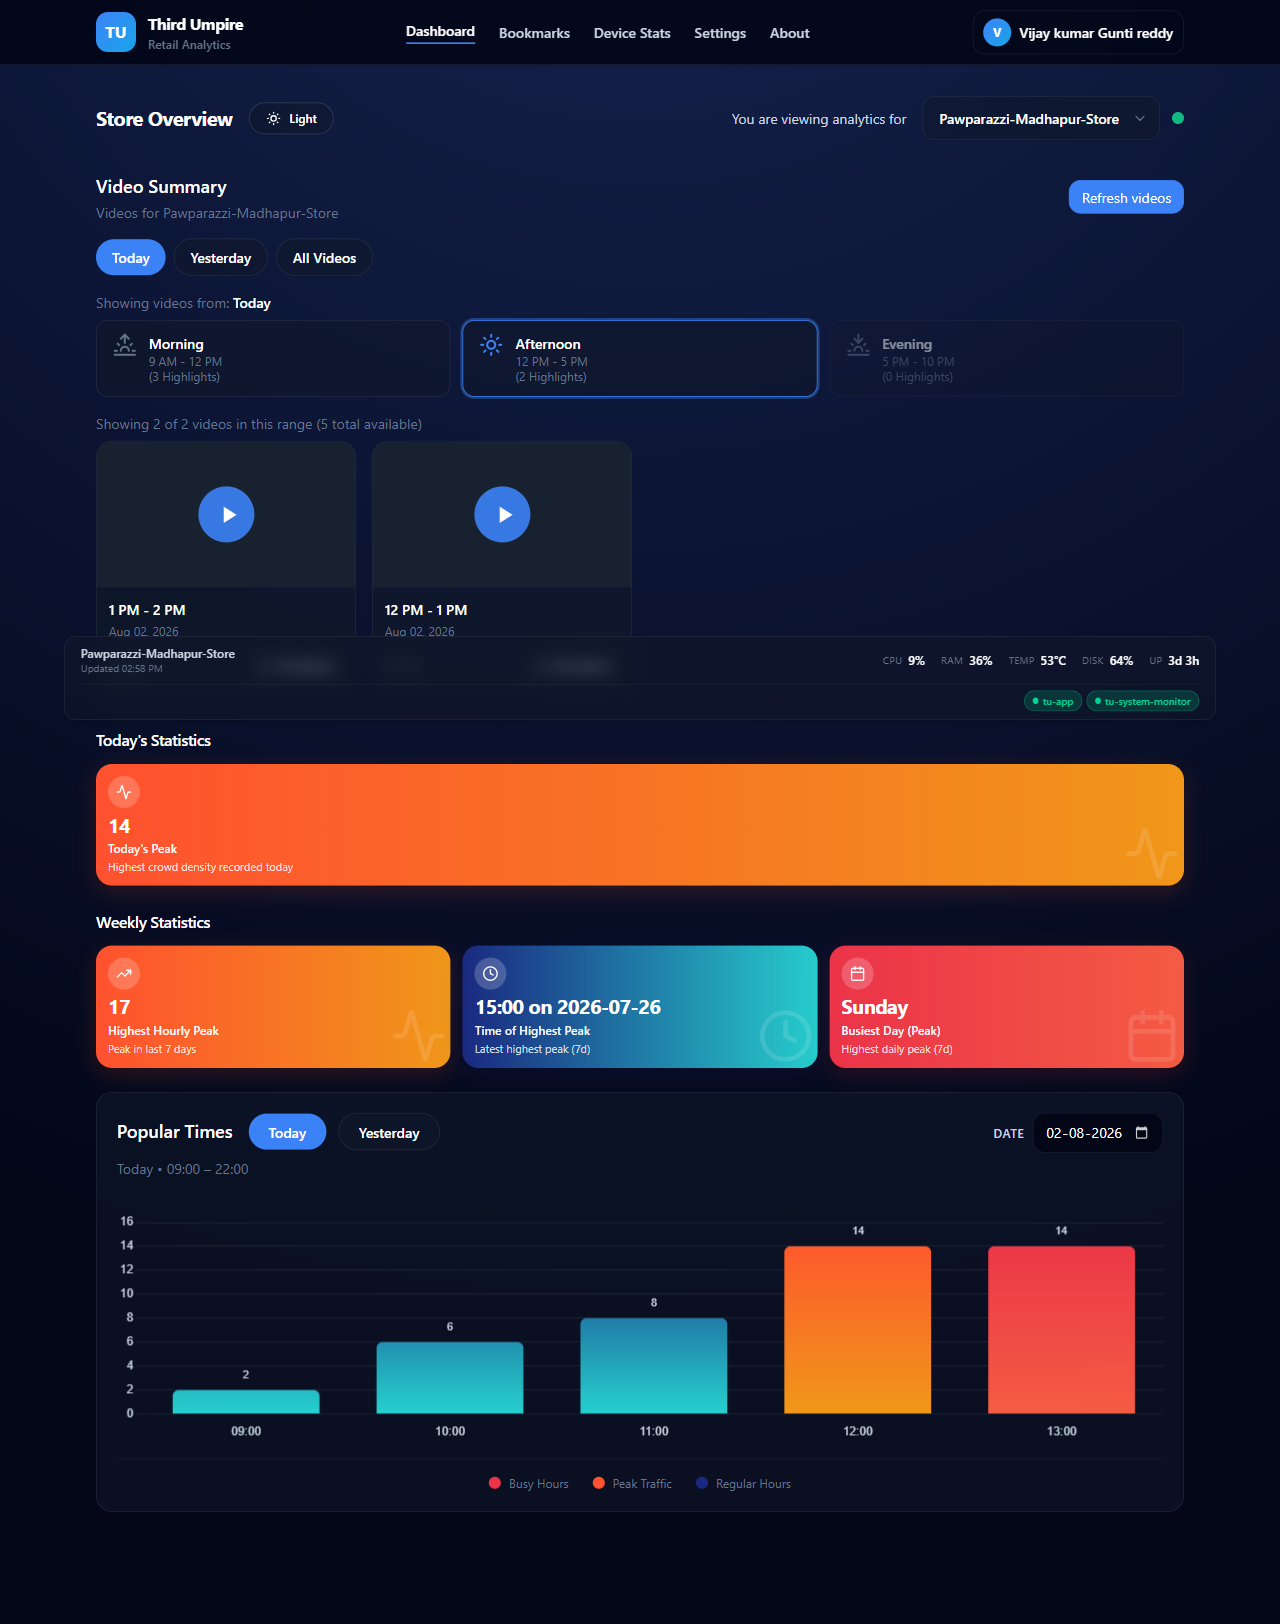 TU
Third Umpire
Retail Analytics
Dashboard
Bookmarks
Device Stats
Settings
About
V
Vijay kumar Gunti reddy
Store Overview
Light
You are viewing analytics for
Pawparazzi-Madhapur-Store
Video Summary
Videos for Pawparazzi-Madhapur-Store
Refresh videos
Today
Yesterday
All Videos
Showing videos from: Today
Morning
9 AM - 12 PM
(3 Highlights)
Afternoon
12 PM - 5 PM
(2 Highlights)
Evening
5 PM - 10 PM
(0 Highlights)
Showing 2 of 2 videos in this range (5 total available)
1 PM - 2 PM
Aug 02, 2026
12 PM - 1 PM
Aug 02, 2026
Pawparazzi-Madhapur-Store
Updated 02:58 PM
CPU 9%
RAM 36%
TEMP 53°C
DISK 64%
UP 3d 3h
tu-app
tu-system-monitor
Today's Statistics
14
Today's Peak
Highest crowd density recorded today
Weekly Statistics
17
Highest Hourly Peak
Peak in last 7 days
15:00 on 2026-07-26
Time of Highest Peak
Latest highest peak (7d)
Sunday
Busiest Day (Peak)
Highest daily peak (7d)
Popular Times
Today
Yesterday
DATE
02-08-2026
Today • 09:00 – 22:00
16
14
12
10
8
6
4
2
0
2
6
8
14
14
09:00
10:00
11:00
12:00
13:00
Busy Hours
Peak Traffic
Regular Hours